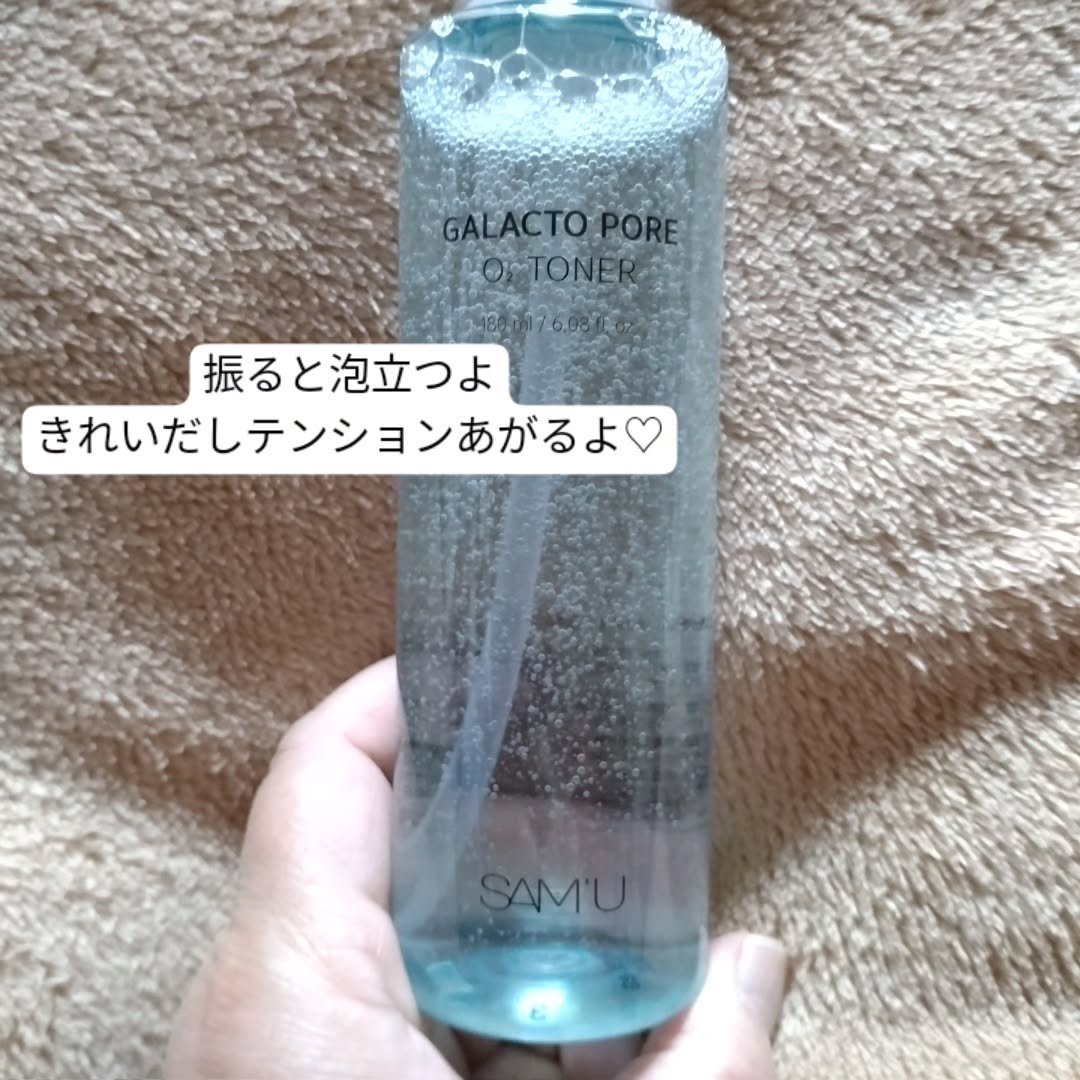 GALACTO PORE
O₂ TONER
180 ml / 6.08 fl. oz
振ると泡立つよ
きれいだしテンションあがるよ♡
SAM'U